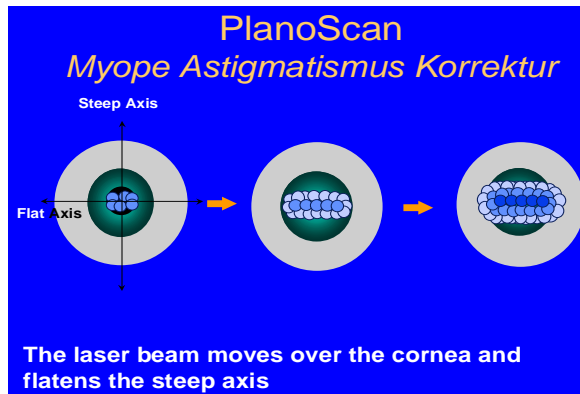 PlanoScan
Myope Astigmatismus Korrektur
Steep Axis
Flat Axis
The laser beam moves over the cornea and
flatens the steep axis